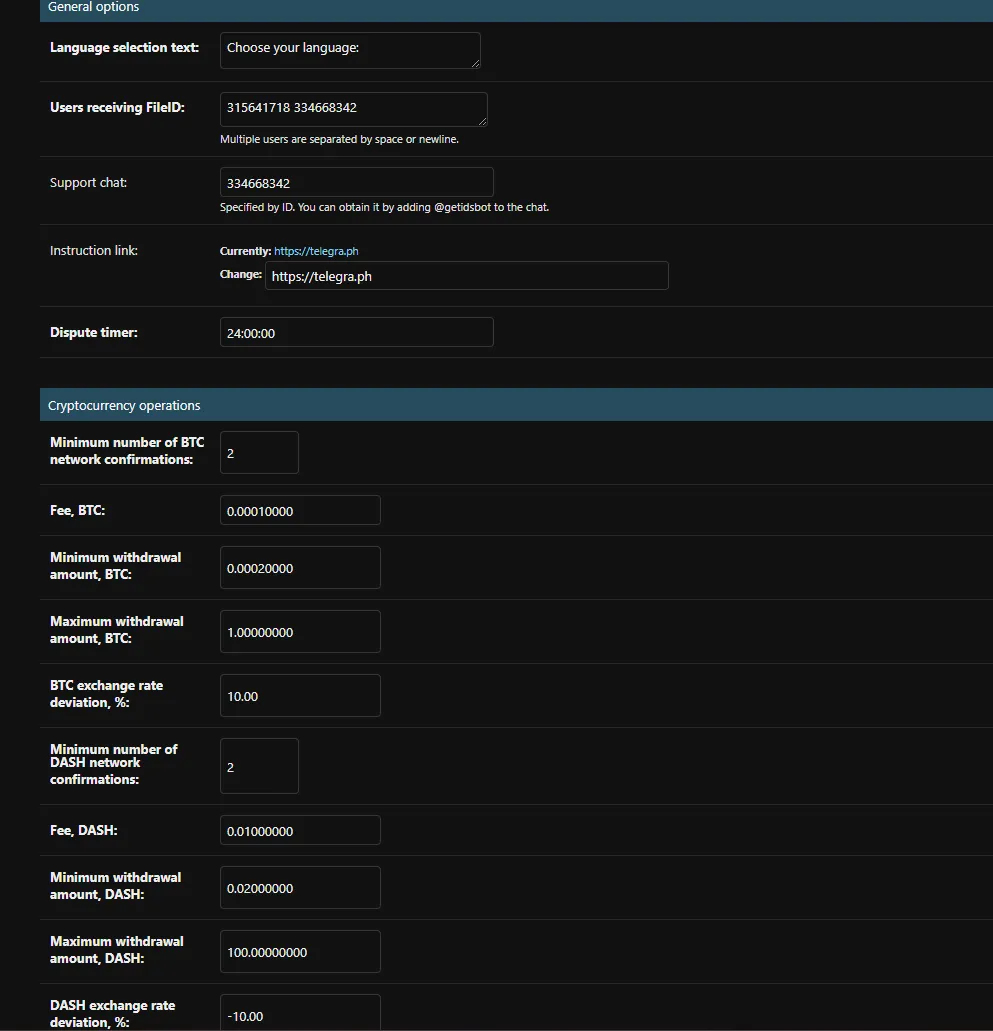 General options
Language selection text:
Choose your language:
Users receiving FileID:
315641718 334668342
Multiple users are separated by space or newline.
Support chat:
334668342
Specified by ID. You can obtain it by adding @getidsbot to the chat.
Instruction link:
Currently: https://telegra.ph
Change: https://telegra.ph
Dispute timer:
24:00:00
Cryptocurrency operations
Minimum number of BTC
network confirmations:
2
Fee, BTC:
0.00010000
Minimum withdrawal
amount, BTC:
0.00020000
Maximum withdrawal
amount, BTC:
1.00000000
BTC exchange rate
deviation, %:
10.00
Minimum number of
DASH network
confirmations:
2
Fee, DASH:
0.01000000
Minimum withdrawal
amount, DASH:
0.02000000
Maximum withdrawal
amount, DASH:
100.00000000
DASH exchange rate
deviation, %:
-10.00